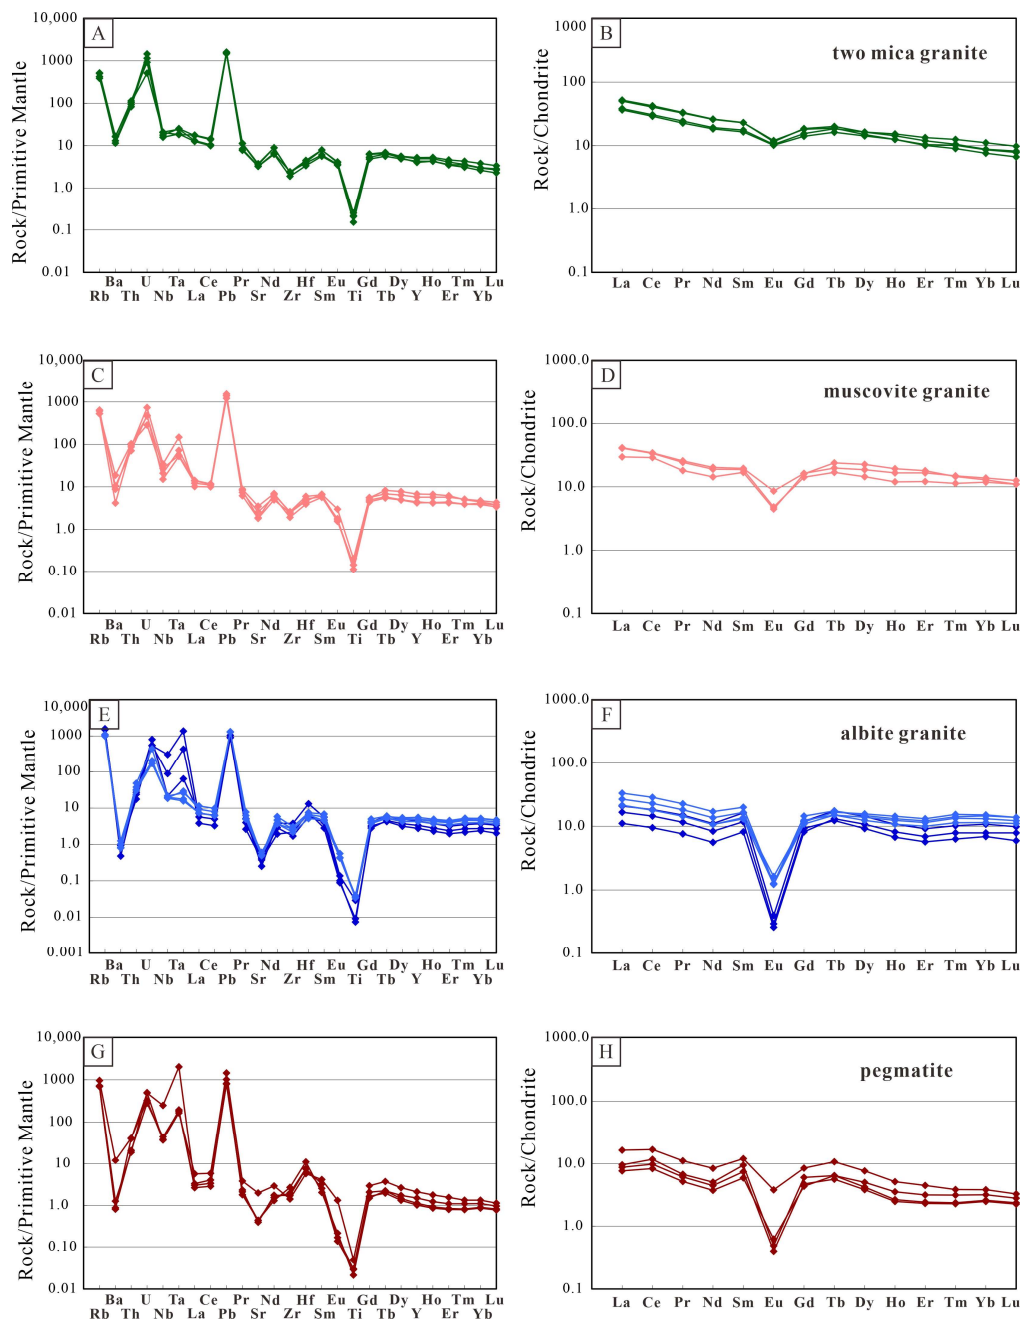 A
Rock/Primitive Mantle
10,000
1000
100
10
1.0
0.1
0.01
Ba U Ta Ce Pr Nd Hf Eu Gd Dy Ho Tm Lu
Rb Th Nb La Pb Sr Zr Sm Ti Tb Y Er Yb
B
two mica granite
Rock/Chondrite
1000
100
10
1.0
0.1
La Ce Pr Nd Sm Eu Gd Tb Dy Ho Er Tm Yb Lu
C
Rock/Primitive Mantle
10,000
1000
100
10
1.0
0.10
0.01
Ba U Ta Ce Pr Nd Hf Eu Gd Dy Ho Tm Lu
Rb Th Nb La Pb Sr Zr Sm Ti Tb Y Er Yb
D
muscovite granite
Rock/Chondrite
1000.0
100.0
10.0
1.0
0.1
La Ce Pr Nd Sm Eu Gd Tb Dy Ho Er Tm Yb Lu
E
Rock/Primitive Mantle
10,000
1000
100
10
1.0
0.1
0.01
0.001
Ba U Ta Ce Pr Nd Hf Eu Gd Dy Ho Tm Lu
Rb Th Nb La Pb Sr Zr Sm Ti Tb Y Er Yb
F
albite granite
Rock/Chondrite
1000.0
100.0
10.0
1.0
0.1
La Ce Pr Nd Sm Eu Gd Tb Dy Ho Er Tm Yb Lu
G
Rock/Primitive Mantle
10,000
1000
100
10
1.0
0.10
0.01
Ba U Ta Ce Pr Nd Hf Eu Gd Dy Ho Tm Lu
Rb Th Nb La Pb Sr Zr Sm Ti Tb Y Er Yb
H
pegmatite
Rock/Chondrite
1000.0
100.0
10.0
1.0
0.1
La Ce Pr Nd Sm Eu Gd Tb Dy Ho Er Tm Yb Lu